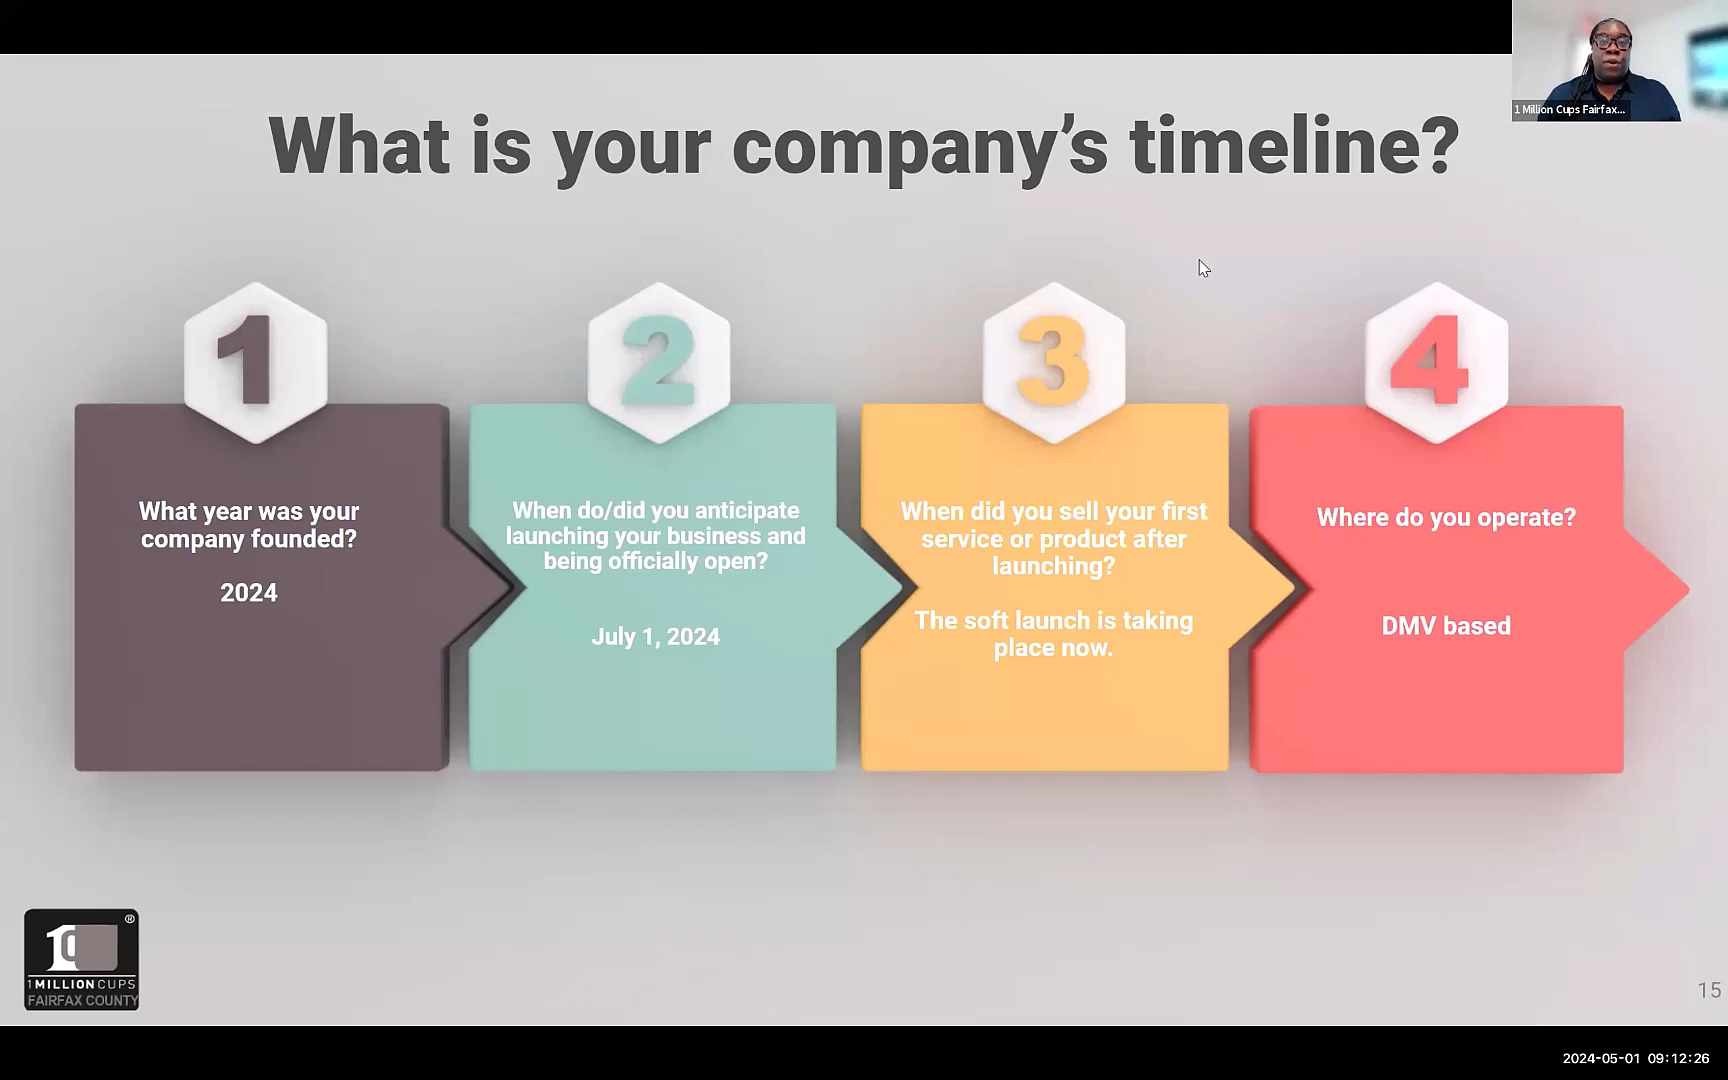 1 Million Cups Fairfax...
What is your company’s timeline?
1
2
3
4
What year was your
company founded?
2024
When do/did you anticipate
launching your business and
being officially open?
July 1, 2024
When did you sell your first
service or product after
launching?
The soft launch is taking
place now.
Where do you operate?
DMV based
®
1MILLIONCUPS
FAIRFAX COUNTY
15
2024-05-01 09:12:26